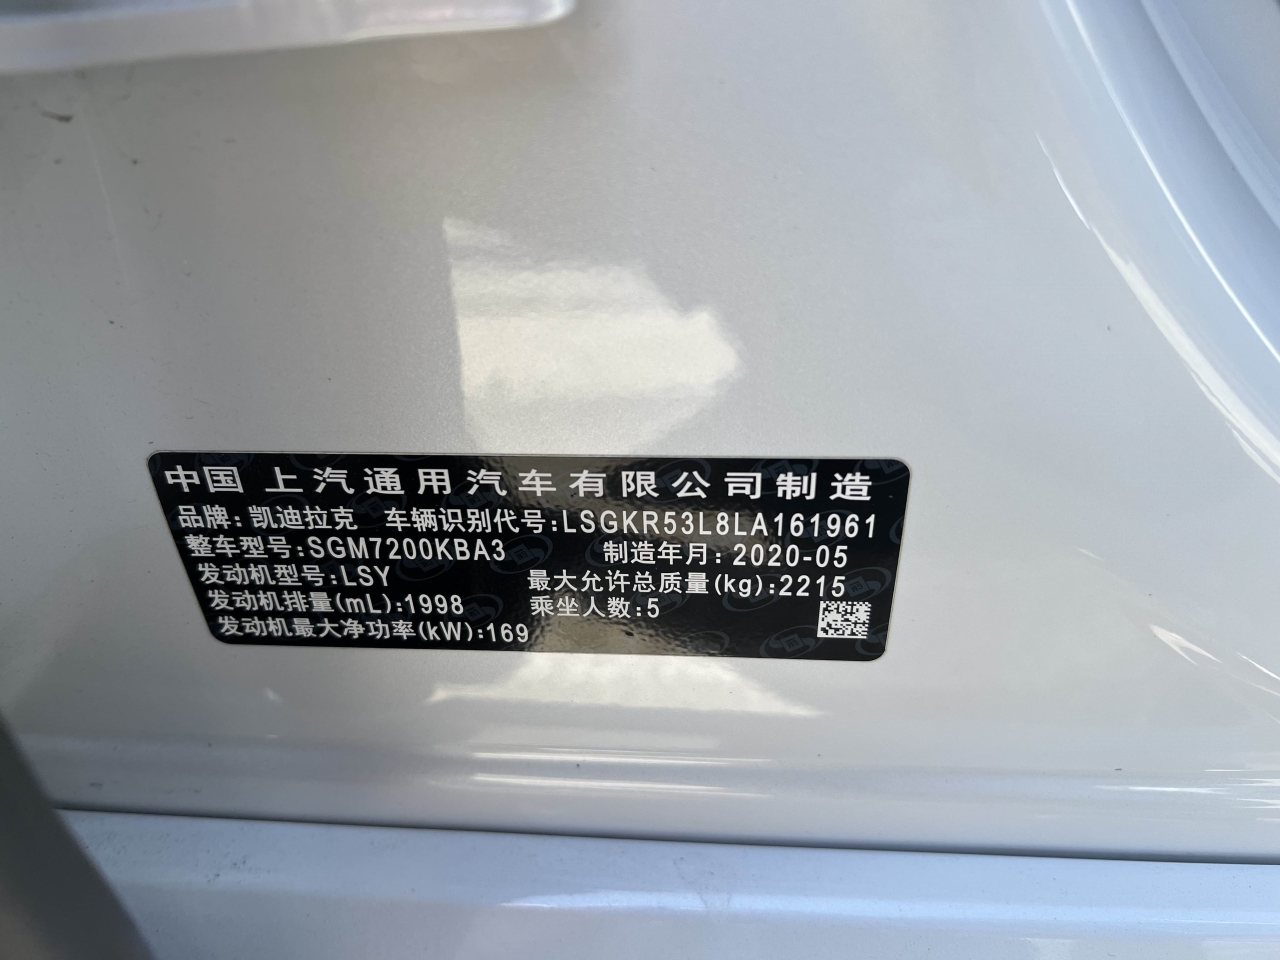 中国 上汽通用汽车有限公司制造
品牌:凯迪拉克 车辆识别代号:LSGKR53L8LA161961
整车型号:SGM7200KBA3 制造年月:2020-05
发动机型号:LSY 最大允许总质量(kg):2215
发动机排量(mL):1998 乘坐人数:5
发动机最大净功率(kW):169